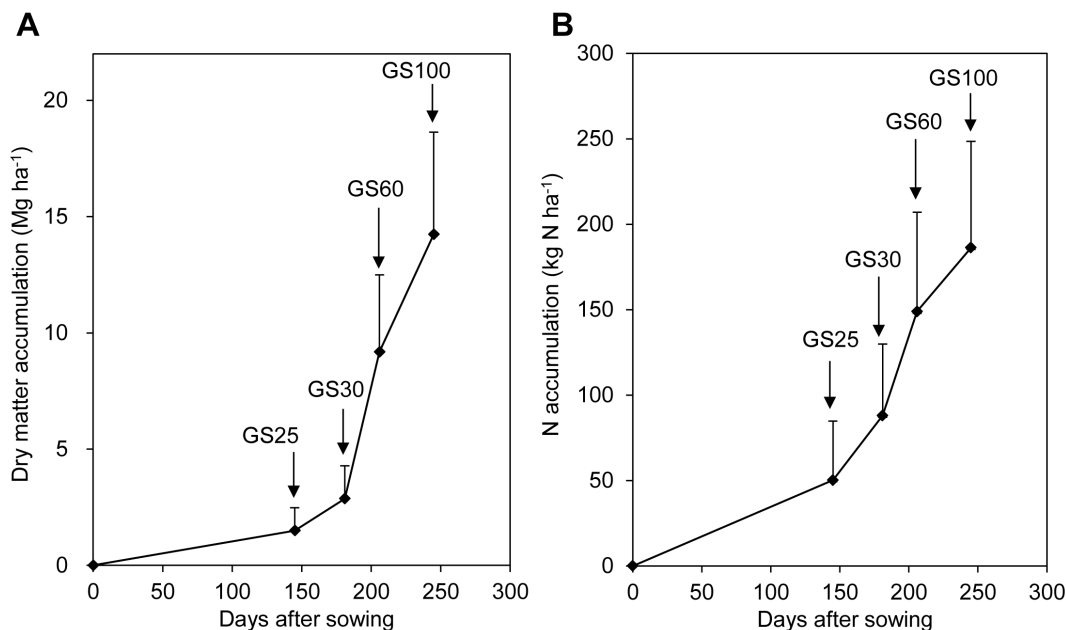 A
Dry matter accumulation (Mg ha⁻¹)
20
15
10
5
0
GS25
GS30
GS60
GS100
0 50 100 150 200 250 300
Days after sowing
B
N accumulation (kg N ha⁻¹)
300
250
200
150
100
50
0
GS25
GS30
GS60
GS100
0 50 100 150 200 250 300
Days after sowing